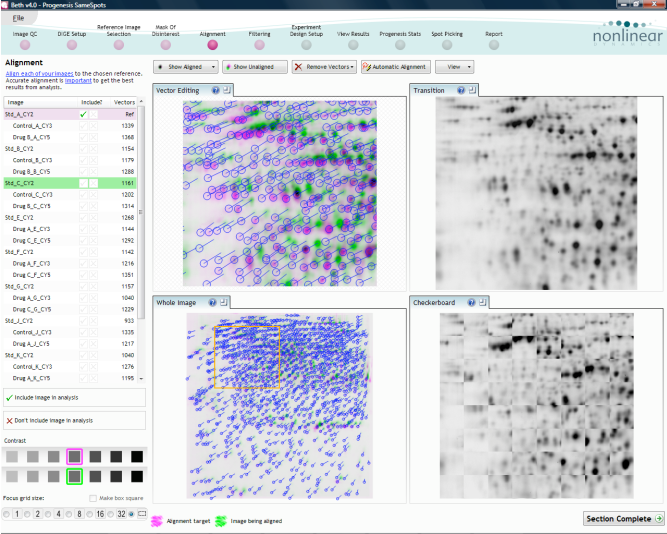 Beth v4.0 - Progenesis SameSpots
File
Image QC
DIGE Setup
Reference Image Selection
Mask Of Disinterest
Alignment
Filtering
Experiment Design Setup
View Results
Progenesis Stats
Spot Picking
Report
nonlinear
DYNAMICS
Alignment
Align each of your images to the chosen reference.
Accurate alignment is important to get the best
results from analysis.
Show Aligned
Show Unaligned
Remove Vectors
Automatic Alignment
View
Image Include? Vectors
Std_A_CY2 Ref
Control_A_CY3 1339
Drug B_A_CY5 1368
Std_B_CY2 1154
Control_B_CY3 1179
Drug B_B_CY5 1288
Std_C_CY2 1161
Control_C_CY3 1202
Drug B_C_CY5 1314
Std_E_CY2 1268
Drug A_E_CY3 1144
Drug C_E_CY5 1292
Std_F_CY2 1142
Drug A_F_CY3 1216
Drug C_F_CY5 1351
Std_G_CY2 1157
Drug A_G_CY3 1040
Drug C_G_CY5 1229
Std_J_CY2 933
Control_J_CY3 1335
Drug A_J_CY5 1217
Std_K_CY2 1040
Control_K_CY3 1276
Drug A_K_CY5 1195
Vector Editing
Transition
Whole Image
Checkerboard
Include image in analysis
Don't include image in analysis
Contrast
Focus grid size:
Make box square
1 2 4 8 16 32
Alignment target
Image being aligned
Section Complete